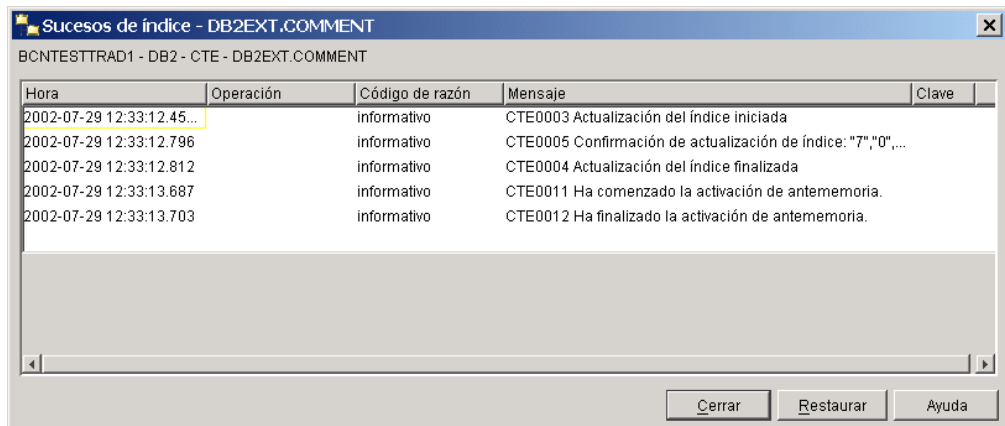 Sucesos de índice - DB2EXT.COMMENT
BCNTESTTRAD1 - DB2 - CTE - DB2EXT.COMMENT
Hora Operación Código de razón Mensaje Clave
2002-07-29 12:33:12.45... informativo CTE0003 Actualización del índice iniciada
2002-07-29 12:33:12.796 informativo CTE0005 Confirmación de actualización de índice: "7","0",...
2002-07-29 12:33:12.812 informativo CTE0004 Actualización del índice finalizada
2002-07-29 12:33:13.687 informativo CTE0011 Ha comenzado la activación de antememoria.
2002-07-29 12:33:13.703 informativo CTE0012 Ha finalizado la activación de antememoria.
Cerrar Restaurar Ayuda